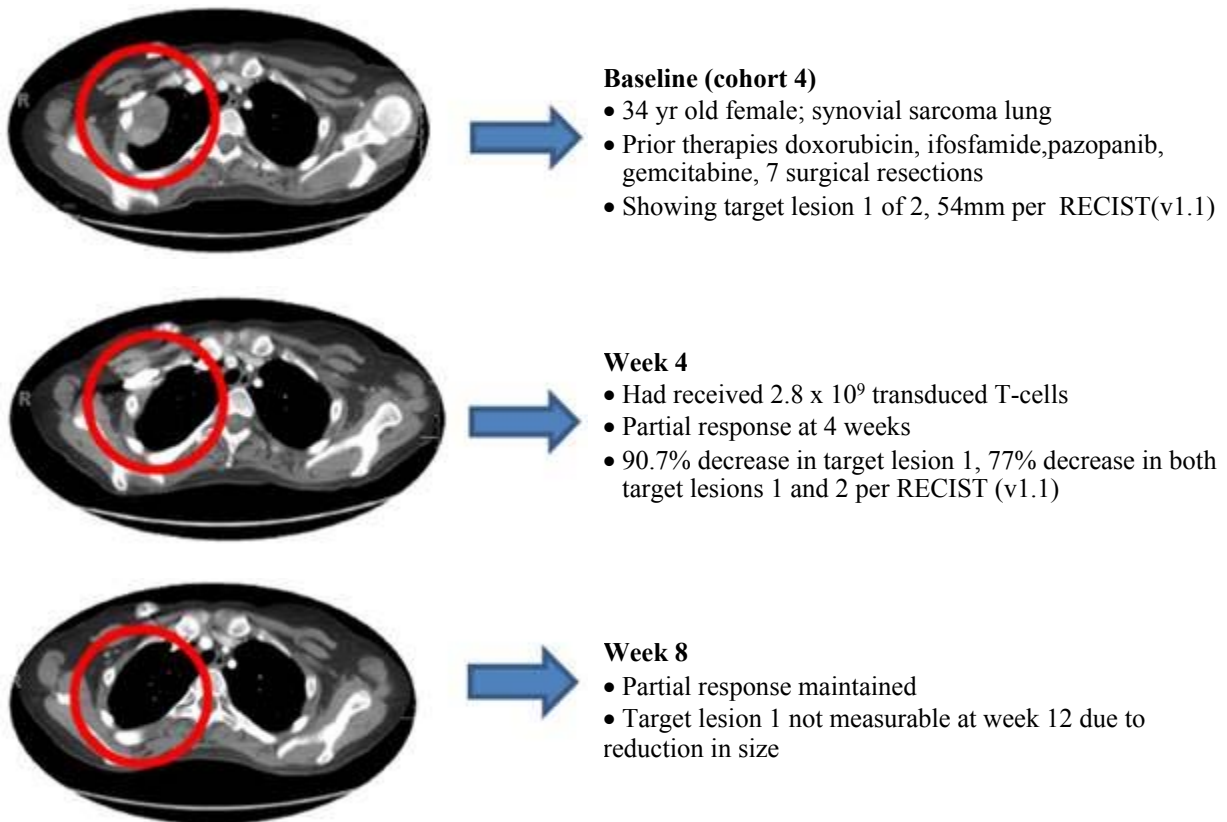 R
Baseline (cohort 4)
• 34 yr old female; synovial sarcoma lung
• Prior therapies doxorubicin, ifosfamide,pazopanib,
gemcitabine, 7 surgical resections
• Showing target lesion 1 of 2, 54mm per RECIST(v1.1)
R
Week 4
• Had received 2.8 x 10⁹ transduced T-cells
• Partial response at 4 weeks
• 90.7% decrease in target lesion 1, 77% decrease in both
target lesions 1 and 2 per RECIST (v1.1)
Week 8
• Partial response maintained
• Target lesion 1 not measurable at week 12 due to
reduction in size